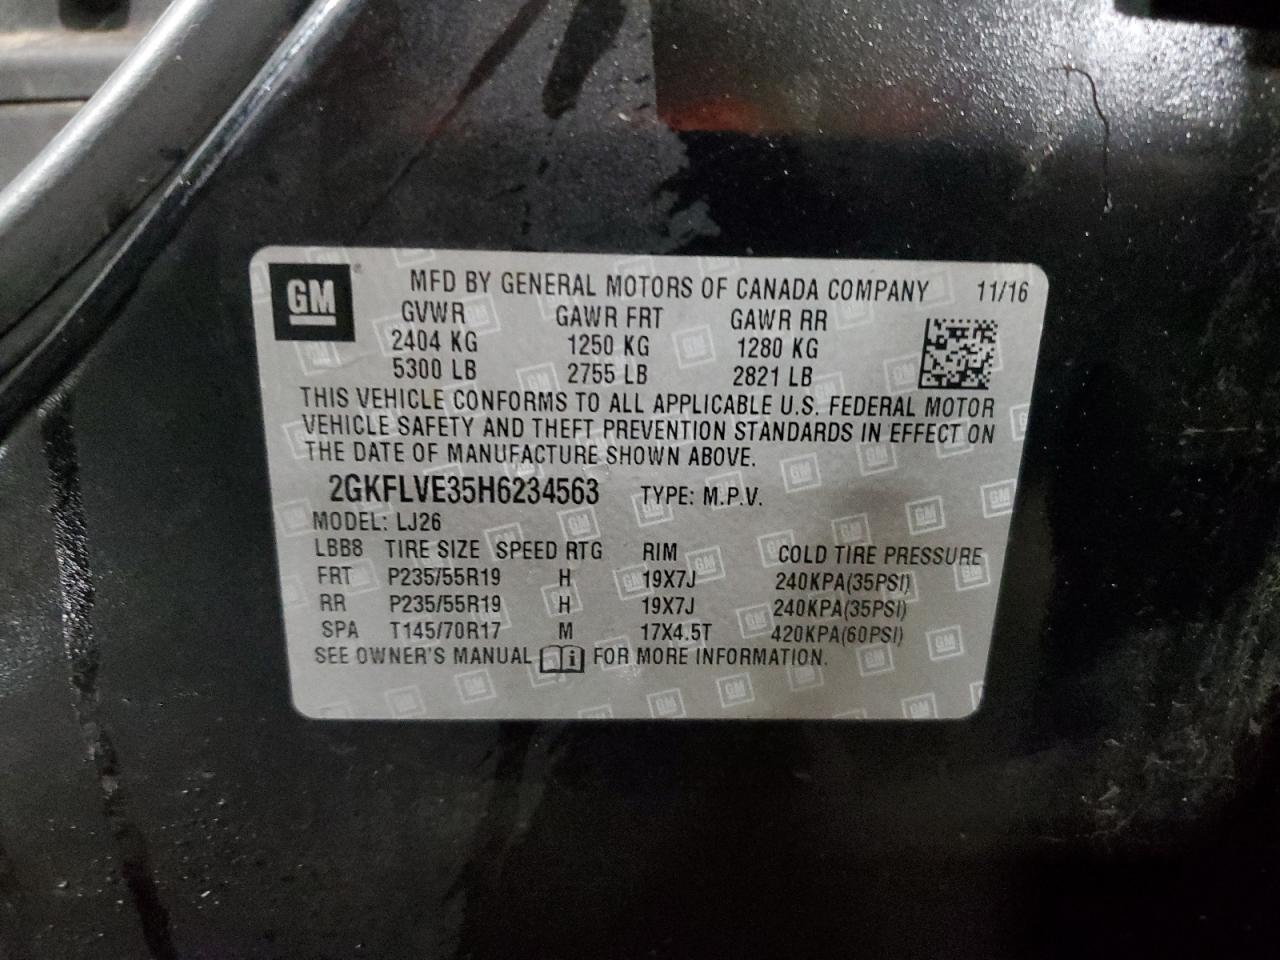 GM
MFD BY GENERAL MOTORS OF CANADA COMPANY 11/16
GVWR GAWR FRT GAWR RR
2404 KG 1250 KG 1280 KG
5300 LB 2755 LB 2821 LB
THIS VEHICLE CONFORMS TO ALL APPLICABLE U.S. FEDERAL MOTOR
VEHICLE SAFETY AND THEFT PREVENTION STANDARDS IN EFFECT ON
THE DATE OF MANUFACTURE SHOWN ABOVE.
2GKFLVE35H6234563 TYPE: M.P.V.
MODEL: LJ26
LBB8 TIRE SIZE SPEED RTG RIM COLD TIRE PRESSURE
FRT P235/55R19 H 19X7J 240KPA(35PSI)
RR P235/55R19 H 19X7J 240KPA(35PSI)
SPA T145/70R17 M 17X4.5T 420KPA(60PSI)
SEE OWNER'S MANUAL FOR MORE INFORMATION.